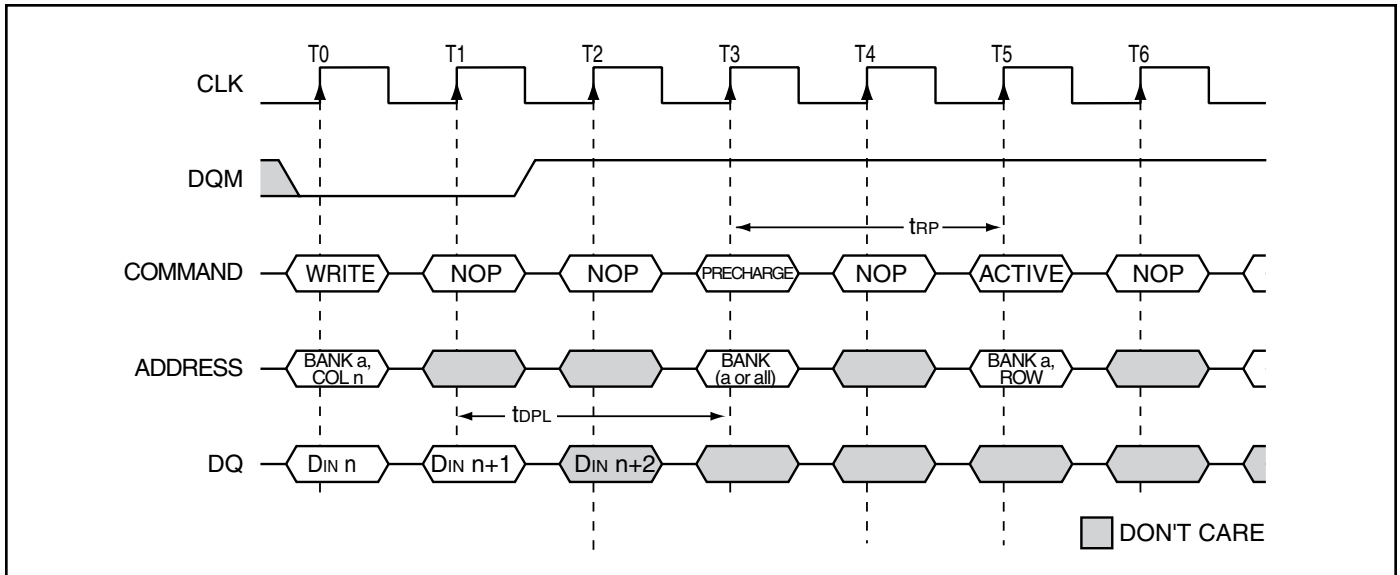 T0 T1 T2 T3 T4 T5 T6
CLK
DQM
tRP
COMMAND WRITE NOP NOP PRECHARGE NOP ACTIVE NOP
ADDRESS BANK a, COL n BANK (a or all) BANK a, ROW
tDPL
DQ DIN n DIN n+1 DIN n+2
DON'T CARE